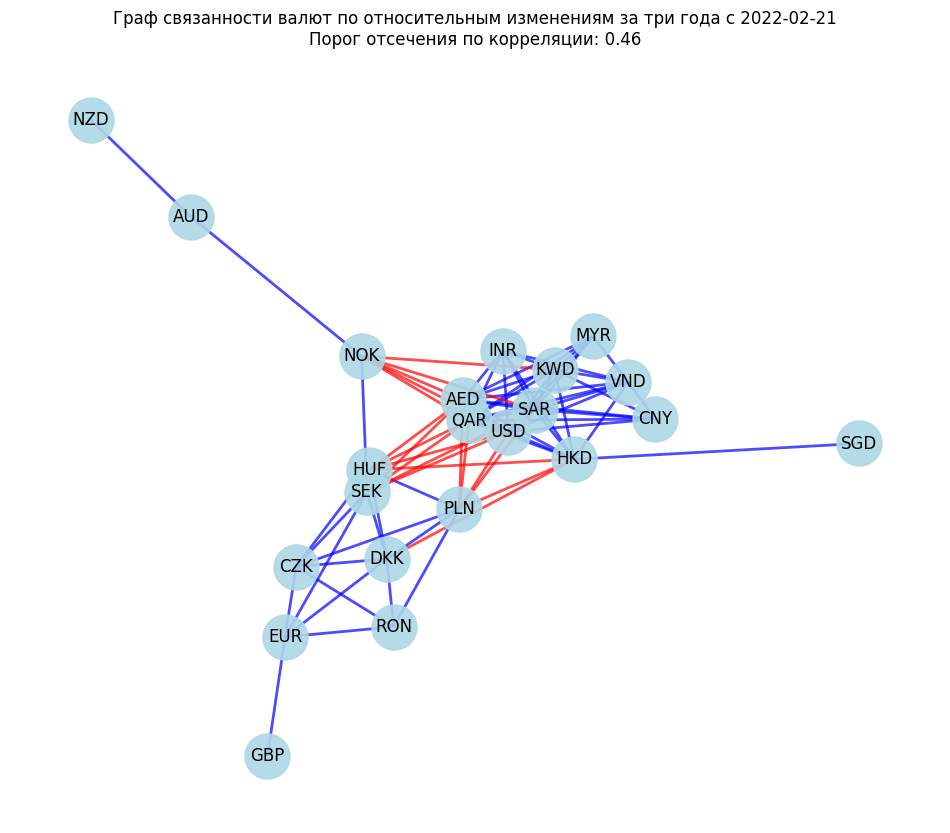 Граф связанности валют по относительным изменениям за три года с 2022-02-21
Порог отсечения по корреляции: 0.46
NZD
AUD
NOK
INR
MYR
KWD
VND
AED
SAR
QAR
CNY
USD
SGD
HKD
HUF
SEK
PLN
DKK
CZK
RON
EUR
GBP